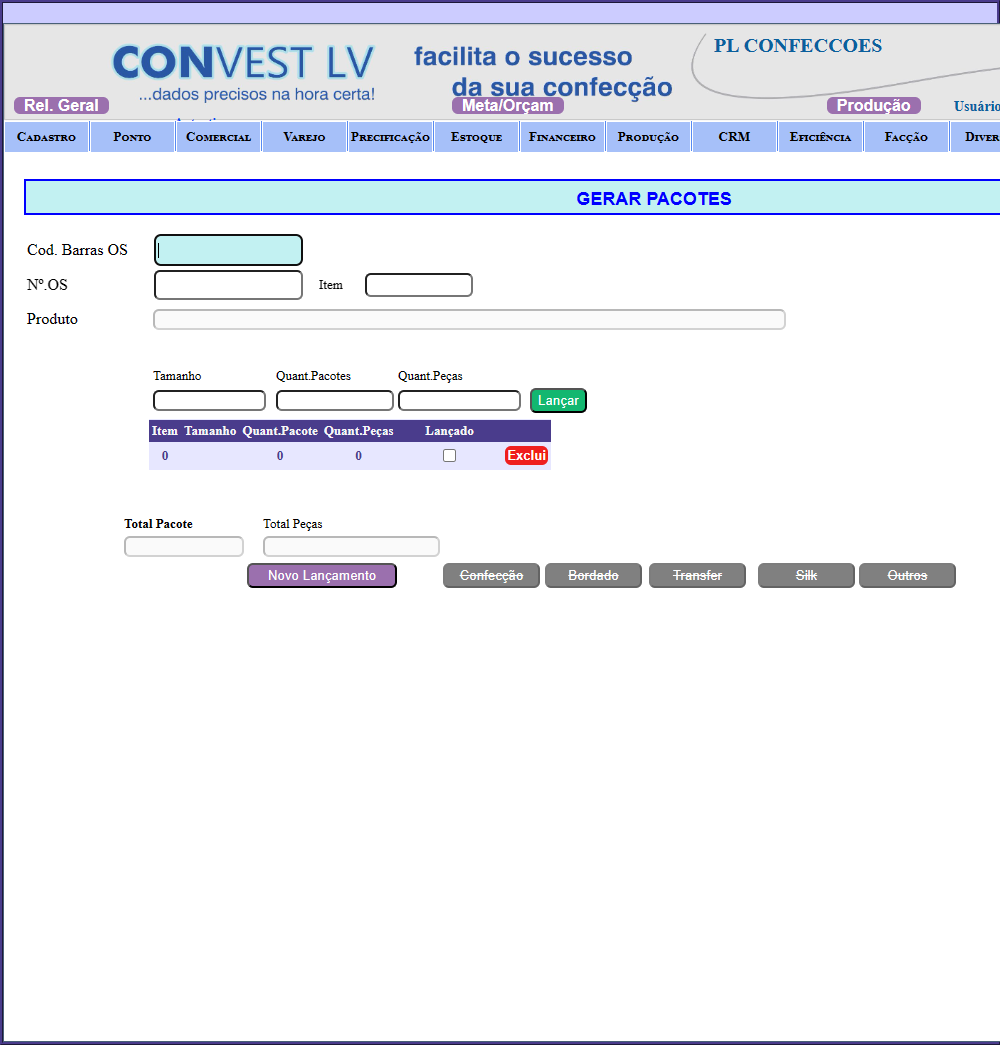 CONVEST LV
...dados precisos na hora certa!
facilita o sucesso
da sua confecção
PL CONFECCOES
Rel. Geral
Meta/Orçam
Produção
Usuário
CADASTRO PONTO COMERCIAL VAREJO PRECIFICAÇÃO ESTOQUE FINANCEIRO PRODUÇÃO CRM EFICIÊNCIA FACÇÃO DIVER
GERAR PACOTES
Cod. Barras OS
Nº.OS Item
Produto
Tamanho Quant.Pacotes Quant.Peças
Lançar
Item Tamanho Quant.Pacote Quant.Peças Lançado
0 0 0 Exclui
Total Pacote Total Peças
Novo Lançamento Confecção Bordado Transfer Silk Outros